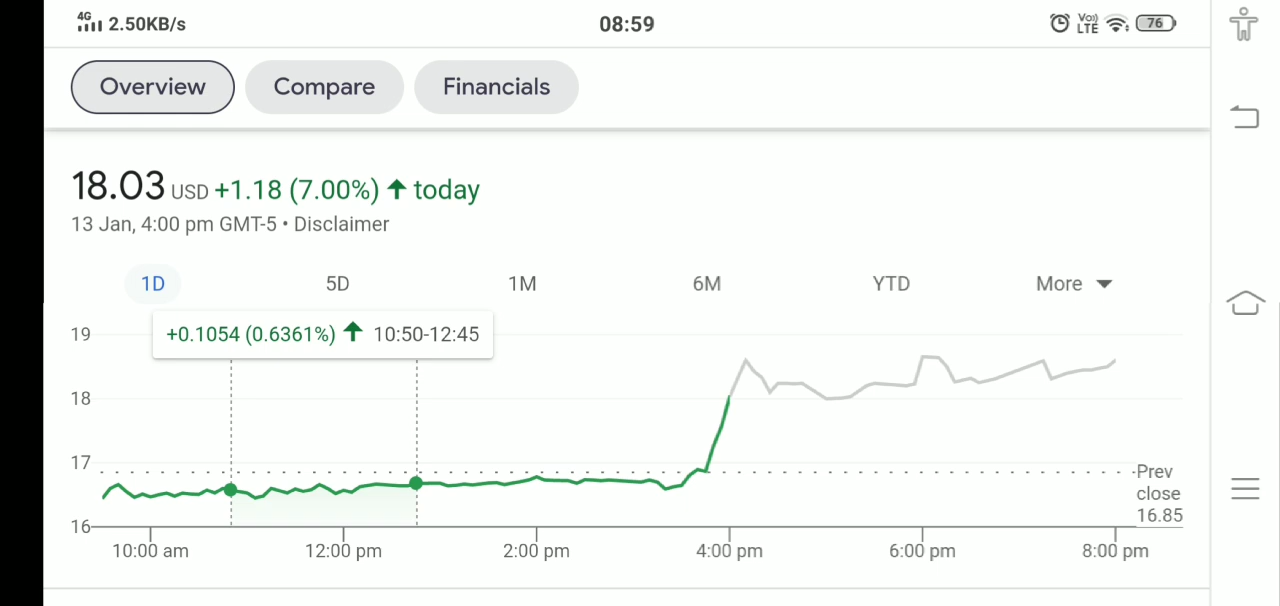 4G 2.50KB/s 08:59 Vo)) LTE 76
Overview Compare Financials
18.03 USD +1.18 (7.00%) ↑ today
13 Jan, 4:00 pm GMT-5 • Disclaimer
1D 5D 1M 6M YTD More
+0.1054 (0.6361%) ↑ 10:50-12:45
19
18
17
16
Prev
close
16.85
10:00 am 12:00 pm 2:00 pm 4:00 pm 6:00 pm 8:00 pm